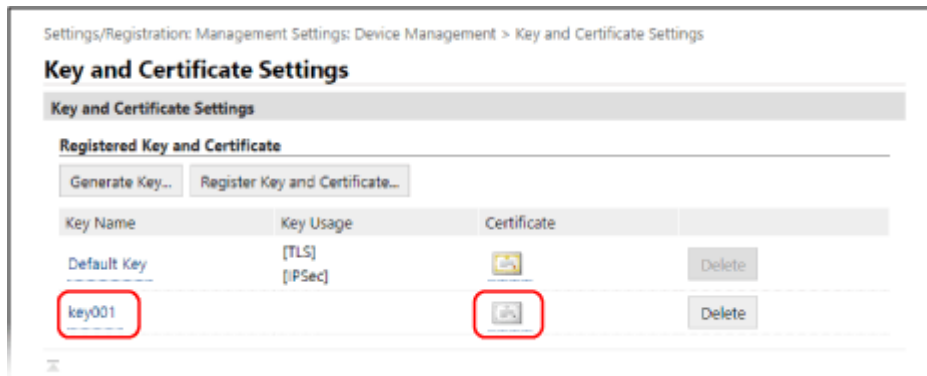 Settings/Registration: Management Settings: Device Management > Key and Certificate Settings
Key and Certificate Settings
Key and Certificate Settings
Registered Key and Certificate
Generate Key... Register Key and Certificate...
Key Name Key Usage Certificate
Default Key [TLS] [IPSec] Delete
key001 Delete